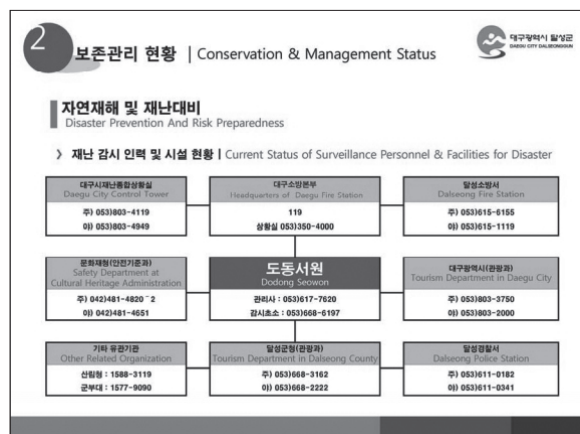 2
보존관리 현황 | Conservation & Management Status
대구광역시 달성군
DAEGU CITY DALSEONGGUN
자연재해 및 재난대비
Disaster Prevention And Risk Preparedness
》 재난 감시 인력 및 시설 현황 | Current Status of Surveillance Personnel & Facilities for Disaster
대구시재난종합상황실
Daegu City Control Tower
주) 053)803-4119
야) 053)803-4949
대구소방본부
Headquarters of Daegu Fire Station
119
상황실 053)350-4000
달성소방서
Dalseong Fire Station
주) 053)615-6155
야) 053)615-1119
문화재청(안전기준과)
Safety Department at
Cultural Heritage Administration
주) 042)481-4820~2
야) 042)481-4651
도동서원
Dodong Seowon
관리사 : 053)617-7620
감시초소 : 053)668-6197
대구광역시(관광과)
Tourism Department in Daegu City
주) 053)803-3750
야) 053)803-2000
기타 유관기관
Other Related Organization
산림청 : 1588-3119
군부대 : 1577-9090
달성군청(관광과)
Tourism Department in Dalseong County
주) 053)668-3162
야) 053)668-2222
달성경찰서
Dalseong Police Station
주) 053)611-0182
야) 053)611-0341